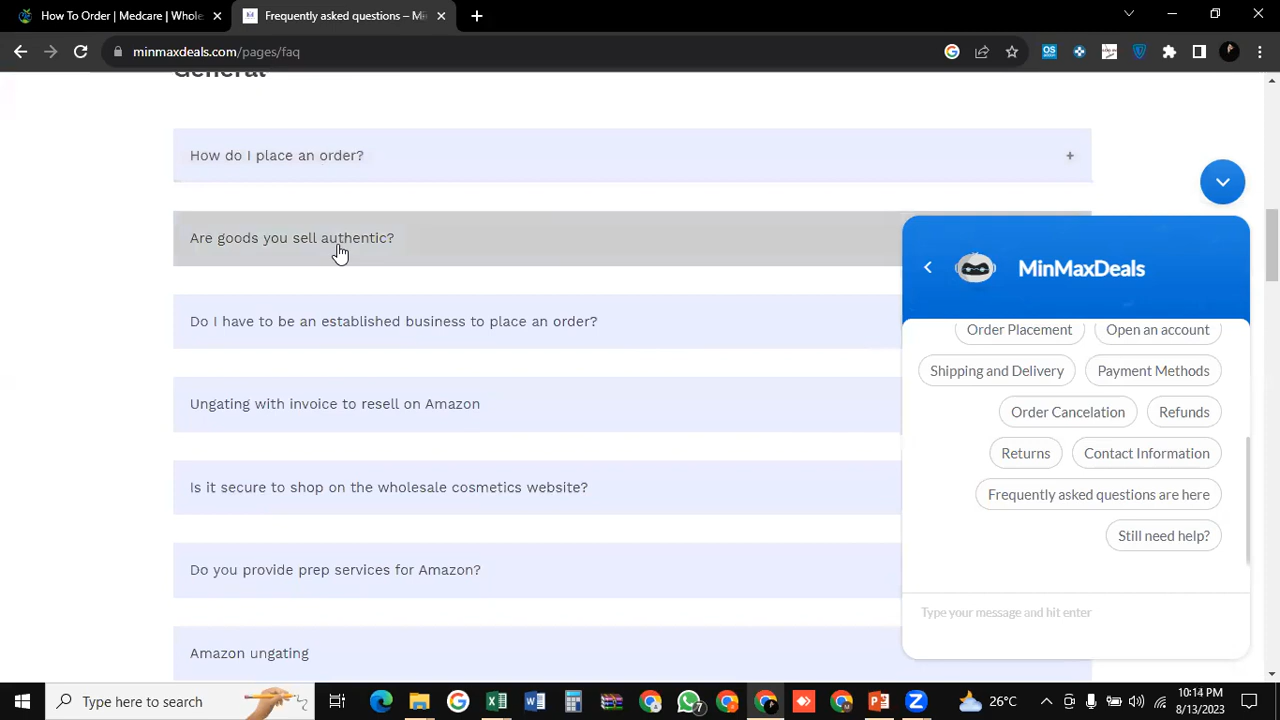 How To Order | Medcare | Whole
Frequently asked questions – Mi
minmaxdeals.com/pages/faq
General
How do I place an order?
+
Are goods you sell authentic?
Do I have to be an established business to place an order?
Ungating with invoice to resell on Amazon
Is it secure to shop on the wholesale cosmetics website?
Do you provide prep services for Amazon?
Amazon ungating
MinMaxDeals
Order Placement
Open an account
Shipping and Delivery
Payment Methods
Order Cancelation
Refunds
Returns
Contact Information
Frequently asked questions are here
Still need help?
Type your message and hit enter
Type here to search
26°C
10:14 PM
8/13/2023